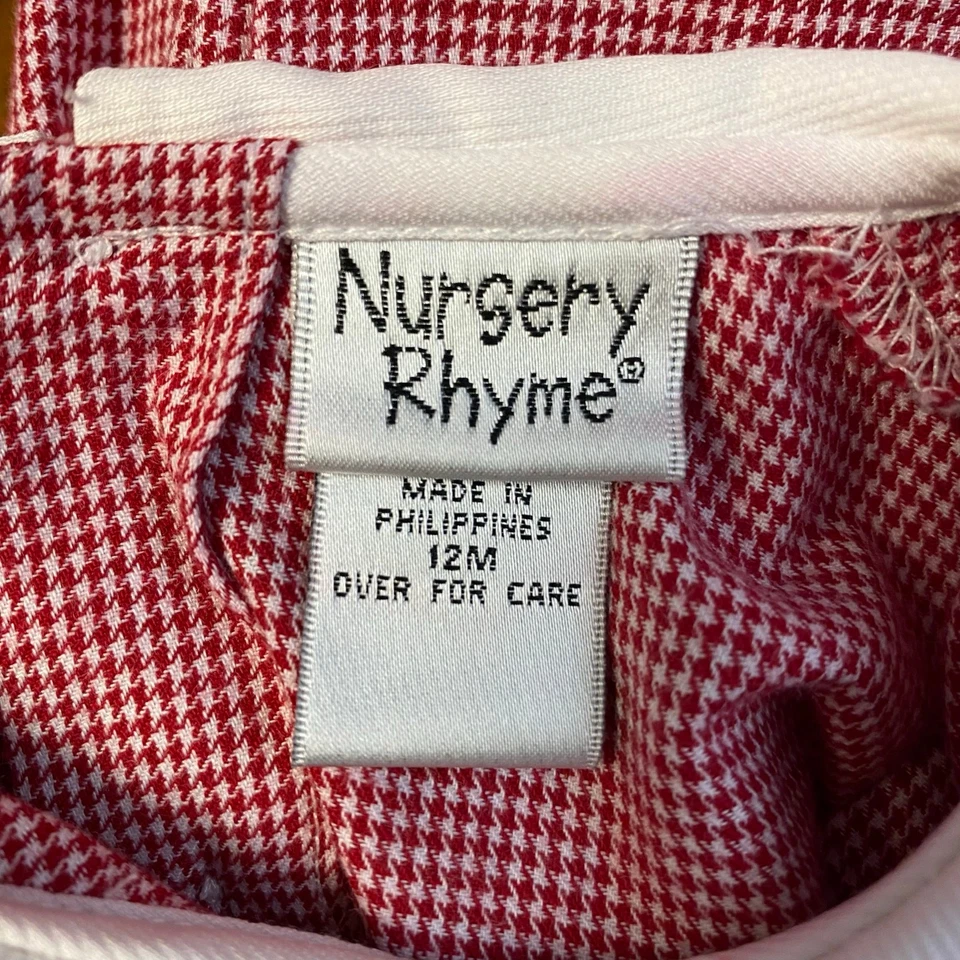 Nursery
Rhyme®
MADE IN
PHILIPPINES
12M
OVER FOR CARE